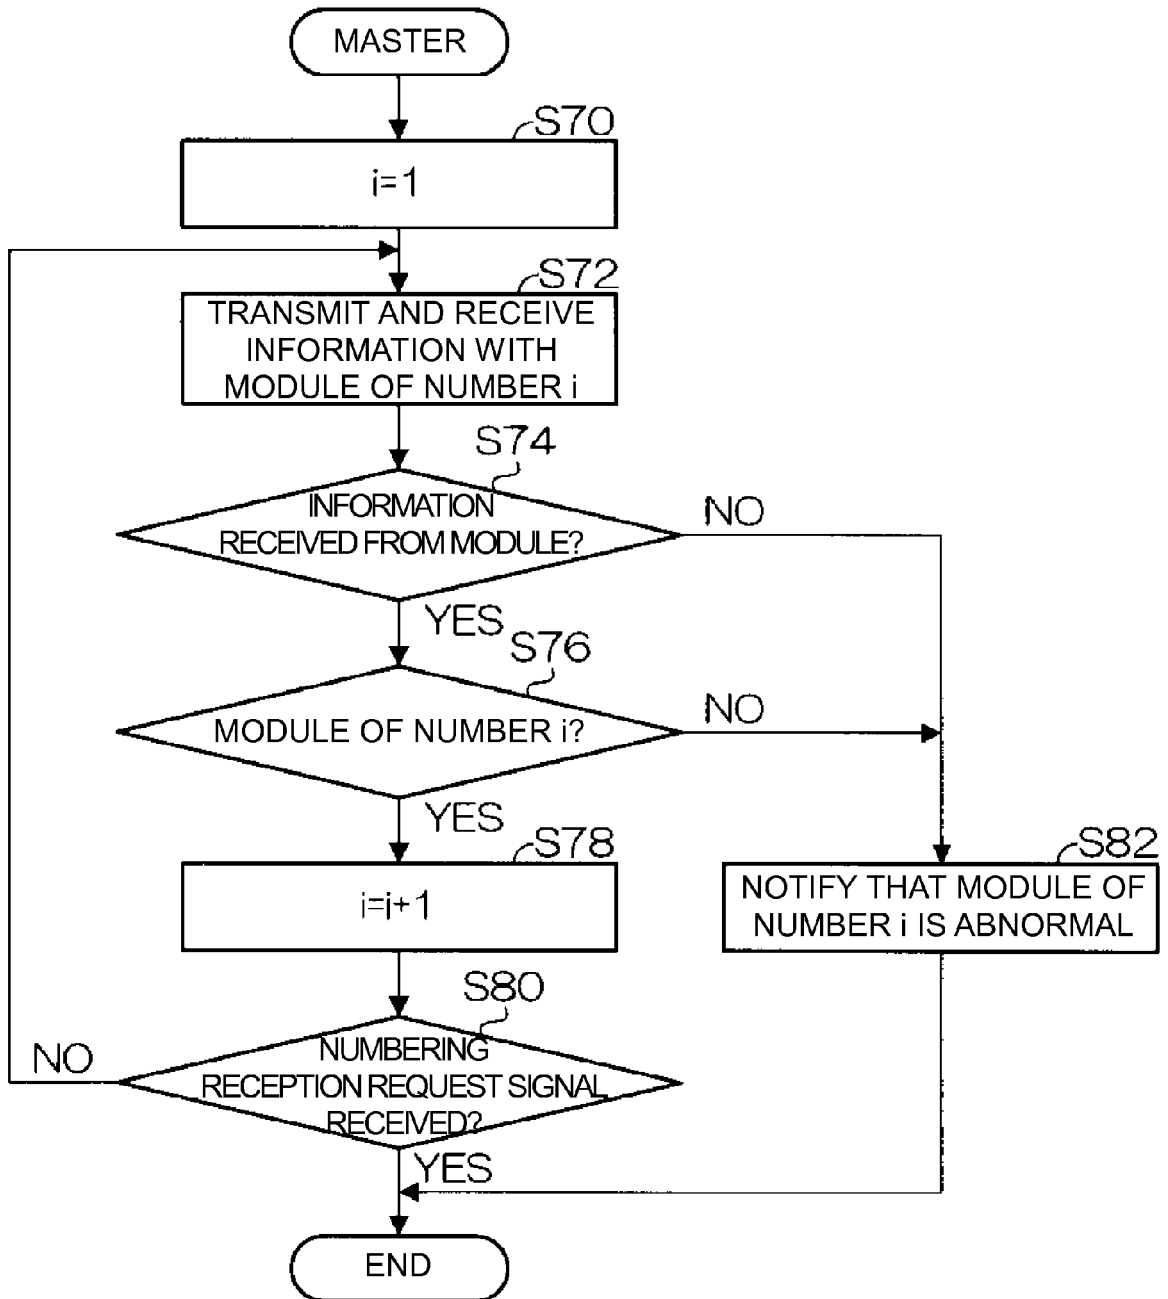 MASTER
S70
i=1
S72
TRANSMIT AND RECEIVE
INFORMATION WITH
MODULE OF NUMBER i
S74
INFORMATION
RECEIVED FROM MODULE?
NO
YES
S76
MODULE OF NUMBER i?
NO
YES
S78
i=i+1
S82
NOTIFY THAT MODULE OF
NUMBER i IS ABNORMAL
S80
NUMBERING
RECEPTION REQUEST SIGNAL
RECEIVED?
NO
YES
END